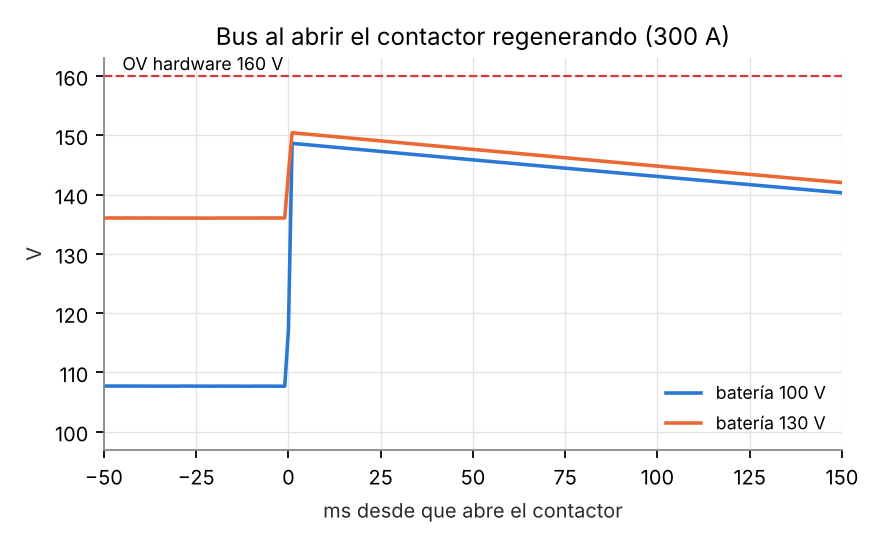 Bus al abrir el contactor regenerando (300 A)
OV hardware 160 V
160
150
140
130
120
110
100
V
batería 100 V
batería 130 V
−50
−25
0
25
50
75
100
125
150
ms desde que abre el contactor